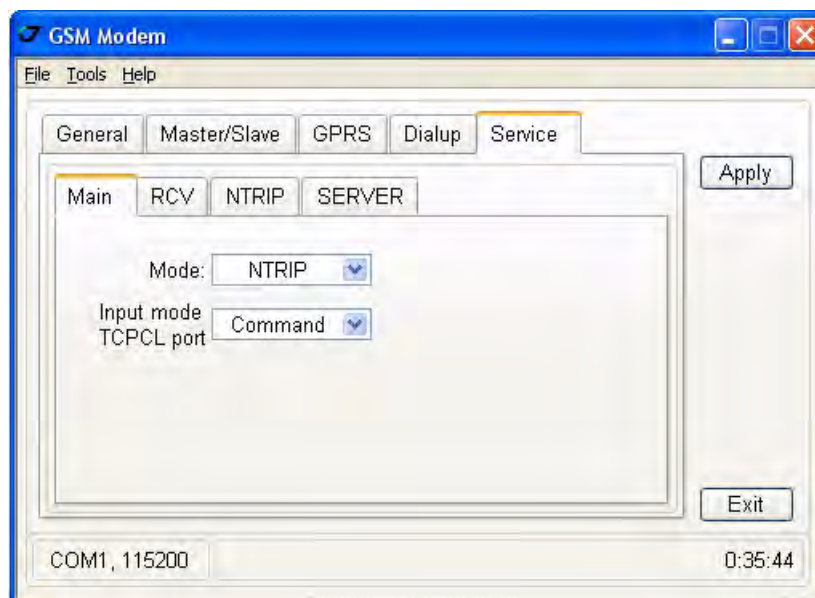 GSM Modem
File Tools Help
General Master/Slave GPRS Dialup Service
Apply
Main RCV NTRIP SERVER
Mode: NTRIP
Input mode
TCPCL port Command
Exit
COM1, 115200 0:35:44